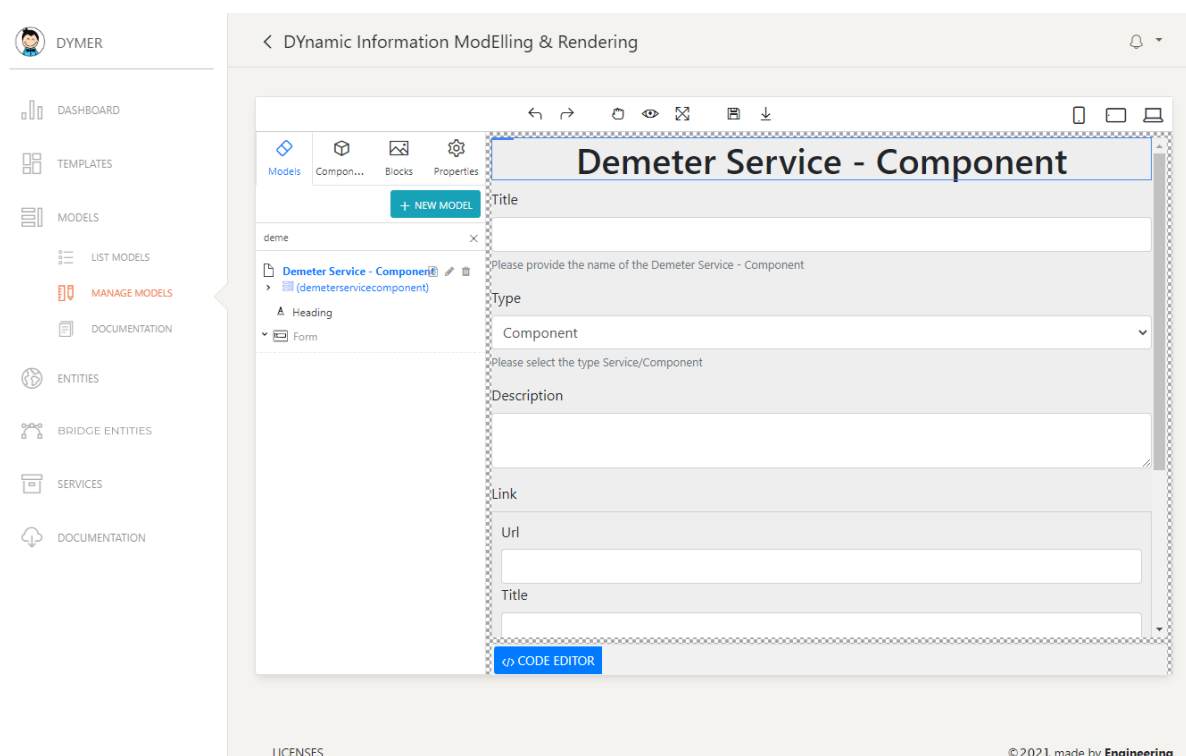 DYMER
DYnamic Information ModElling & Rendering
DASHBOARD
TEMPLATES
MODELS
LIST MODELS
MANAGE MODELS
DOCUMENTATION
ENTITIES
BRIDGE ENTITIES
SERVICES
DOCUMENTATION
Models
Compon...
Blocks
Properties
+ NEW MODEL
deme
Demeter Service - Component
(demeterservicecomponent)
Heading
Form
Demeter Service - Component
Title
Please provide the name of the Demeter Service - Component
Type
Component
Please select the type Service/Component
Description
Link
Url
Title
</> CODE EDITOR
LICENSES
©2021, made by Engineering